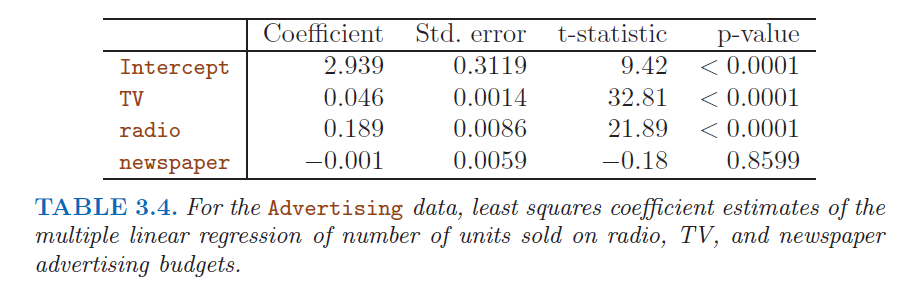 Coefficient Std. error t-statistic p-value
Intercept 2.939 0.3119 9.42 < 0.0001
TV 0.046 0.0014 32.81 < 0.0001
radio 0.189 0.0086 21.89 < 0.0001
newspaper −0.001 0.0059 −0.18 0.8599
TABLE 3.4. For the Advertising data, least squares coefficient estimates of the
multiple linear regression of number of units sold on radio, TV, and newspaper
advertising budgets.